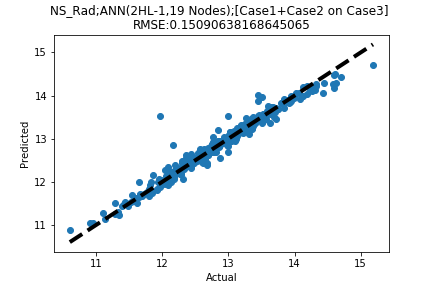 NS_Rad;ANN(2HL-1,19 Nodes);[Case1+Case2 on Case3]
RMSE:0.15090638168645065
15
14
13
12
11
Predicted
11 12 13 14 15
Actual